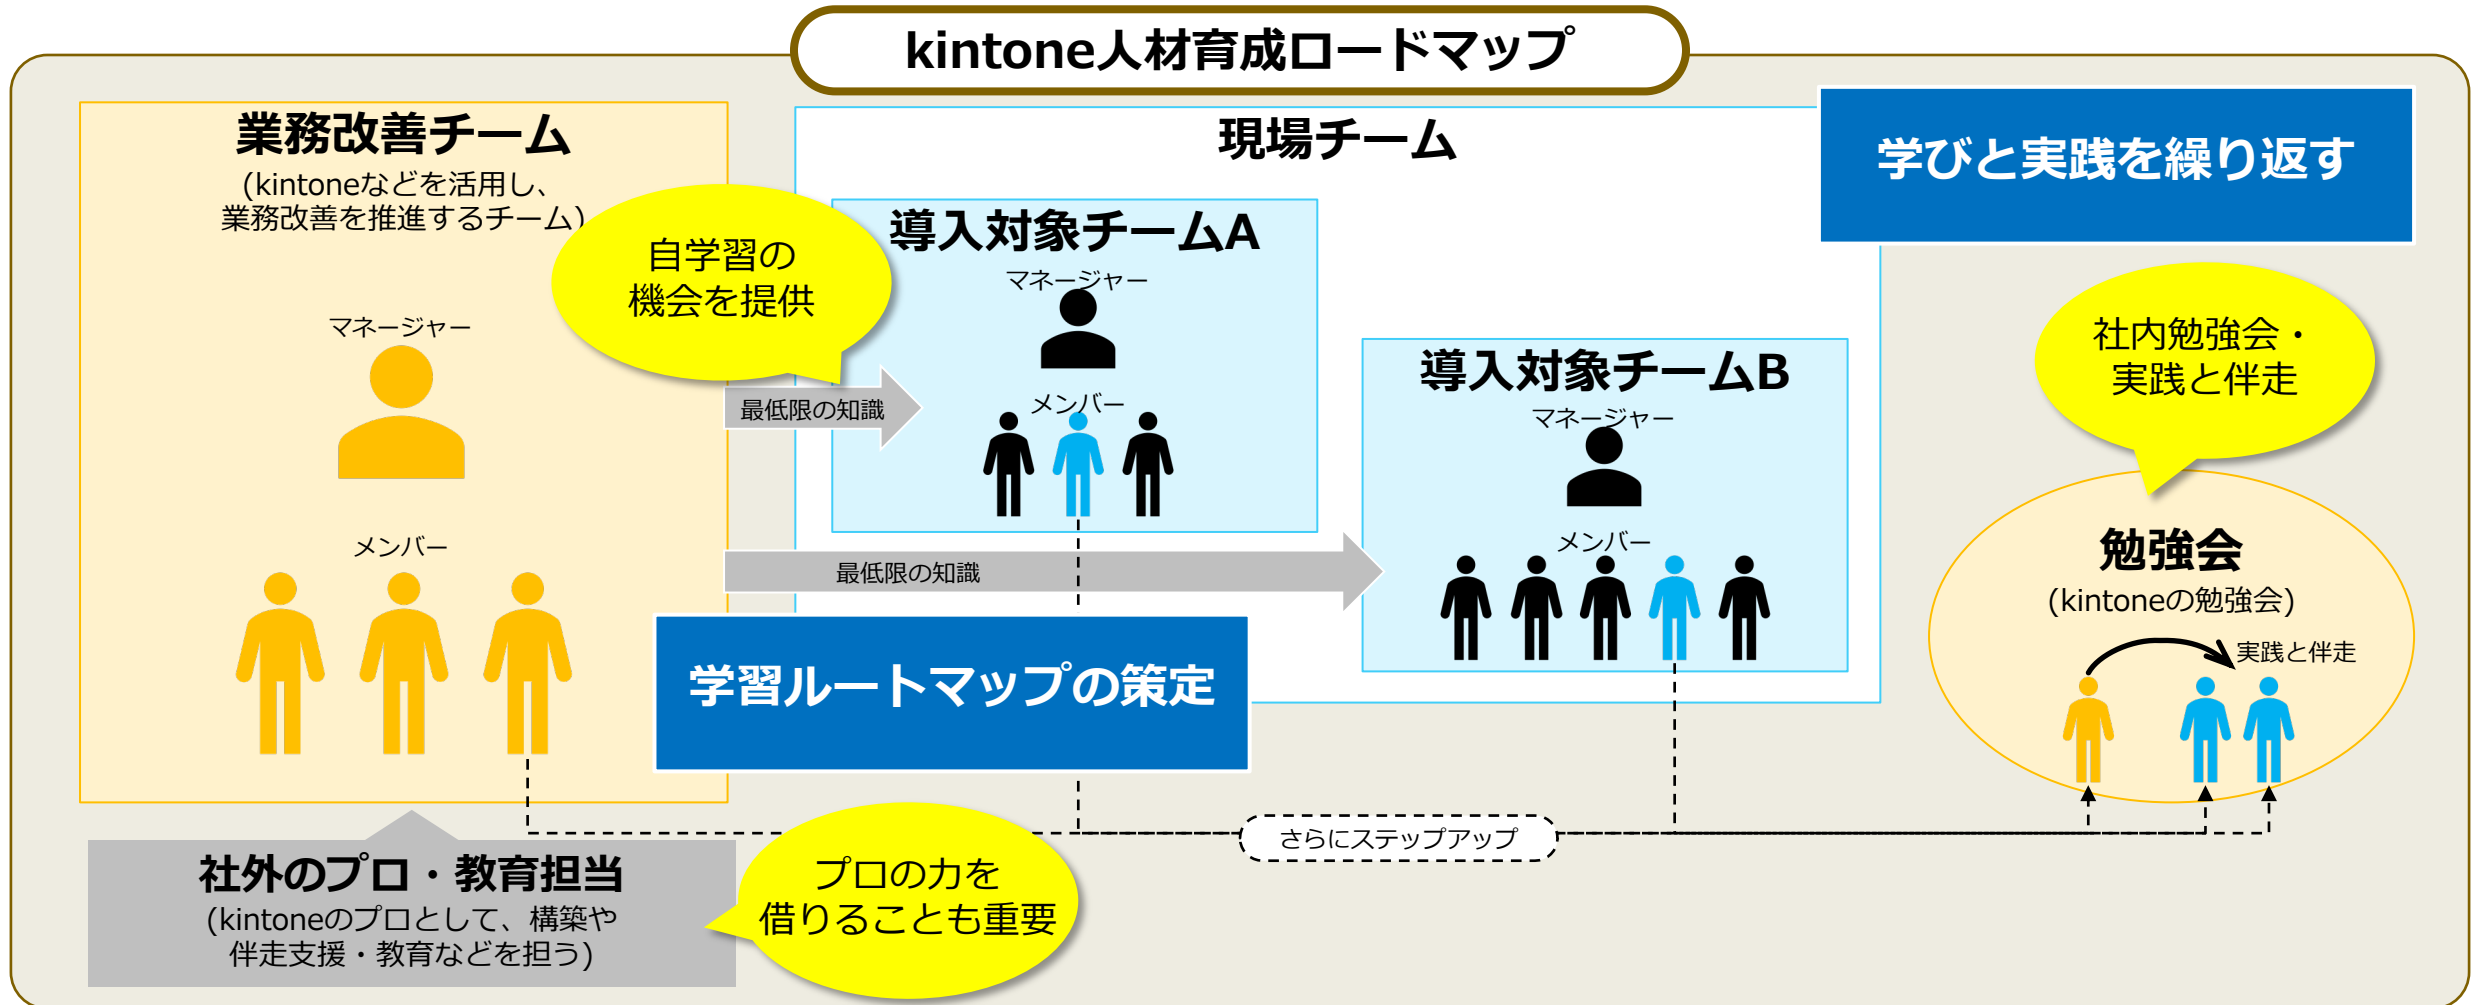 kintone人材育成ロードマップ
業務改善チーム
(kintoneなどを活用し、
業務改善を推進するチーム)
マネージャー
メンバー
自学習の
機会を提供
現場チーム
導入対象チームA
マネージャー
メンバー
最低限の知識
導入対象チームB
マネージャー
メンバー
最低限の知識
学習ルートマップの策定
学びと実践を繰り返す
社内勉強会・
実践と伴走
勉強会
(kintoneの勉強会)
実践と伴走
さらにステップアップ
社外のプロ・教育担当
(kintoneのプロとして、構築や
伴走支援・教育などを担う)
プロの力を
借りることも重要